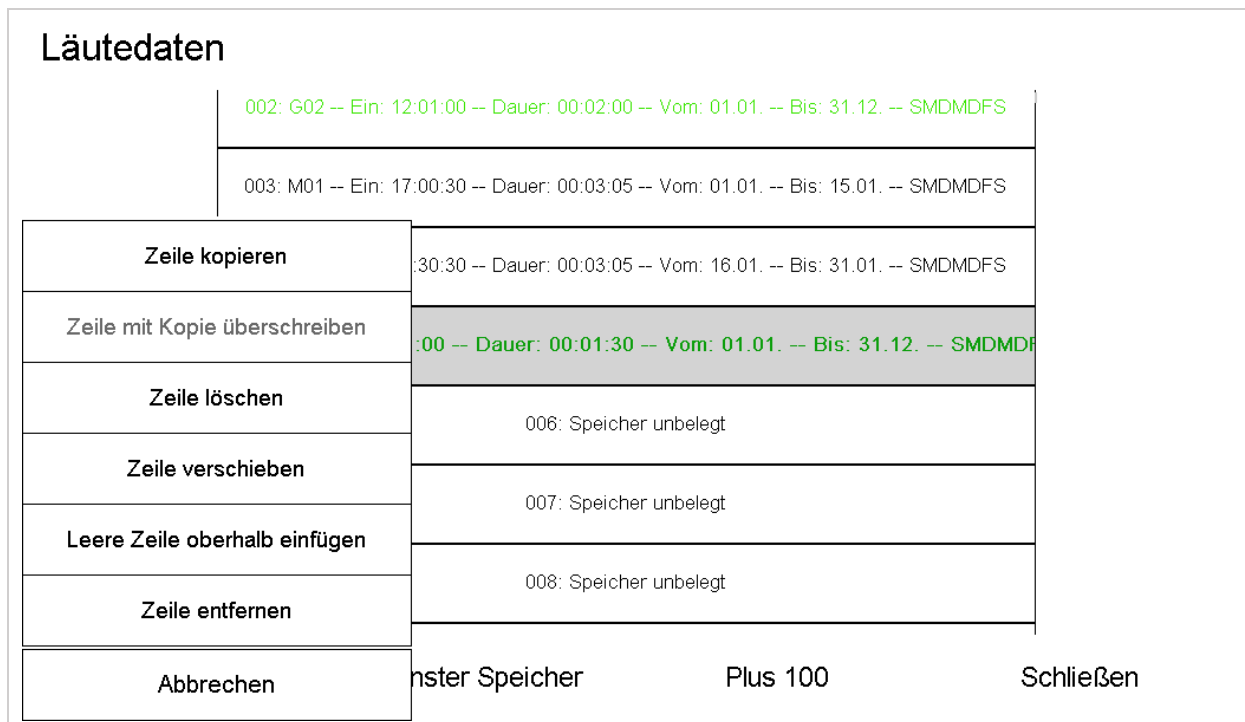 Läutedaten
002: G02 -- Ein: 12:01:00 -- Dauer: 00:02:00 -- Vom: 01.01. -- Bis: 31.12. -- SMDMDFS
003: M01 -- Ein: 17:00:30 -- Dauer: 00:03:05 -- Vom: 01.01. -- Bis: 15.01. -- SMDMDFS
:30:30 -- Dauer: 00:03:05 -- Vom: 16.01. -- Bis: 31.01. -- SMDMDFS
:00 -- Dauer: 00:01:30 -- Vom: 01.01. -- Bis: 31.12. -- SMDMDF
006: Speicher unbelegt
007: Speicher unbelegt
008: Speicher unbelegt
Zeile kopieren
Zeile mit Kopie überschreiben
Zeile löschen
Zeile verschieben
Leere Zeile oberhalb einfügen
Zeile entfernen
Abbrechen
nster Speicher
Plus 100
Schließen